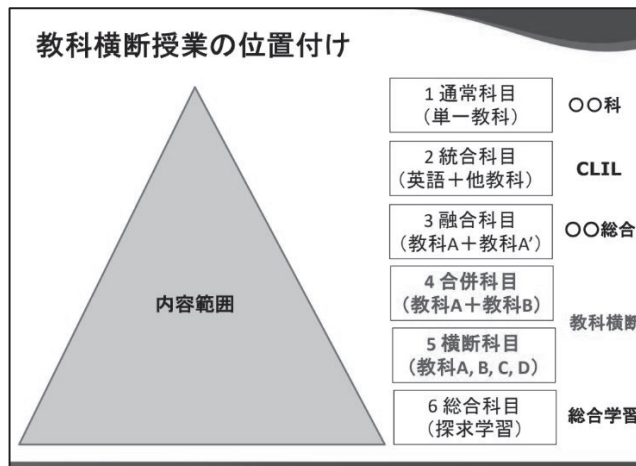 教科横断授業の位置付け
内容範囲
1 通常科目
(単一教科)
〇〇科
2 統合科目
(英語＋他教科)
CLIL
3 融合科目
(教科A＋教科A’)
〇〇総合
4 合併科目
(教科A＋教科B)
教科横断
5 横断科目
(教科A, B, C, D)
6 総合科目
(探求学習)
総合学習